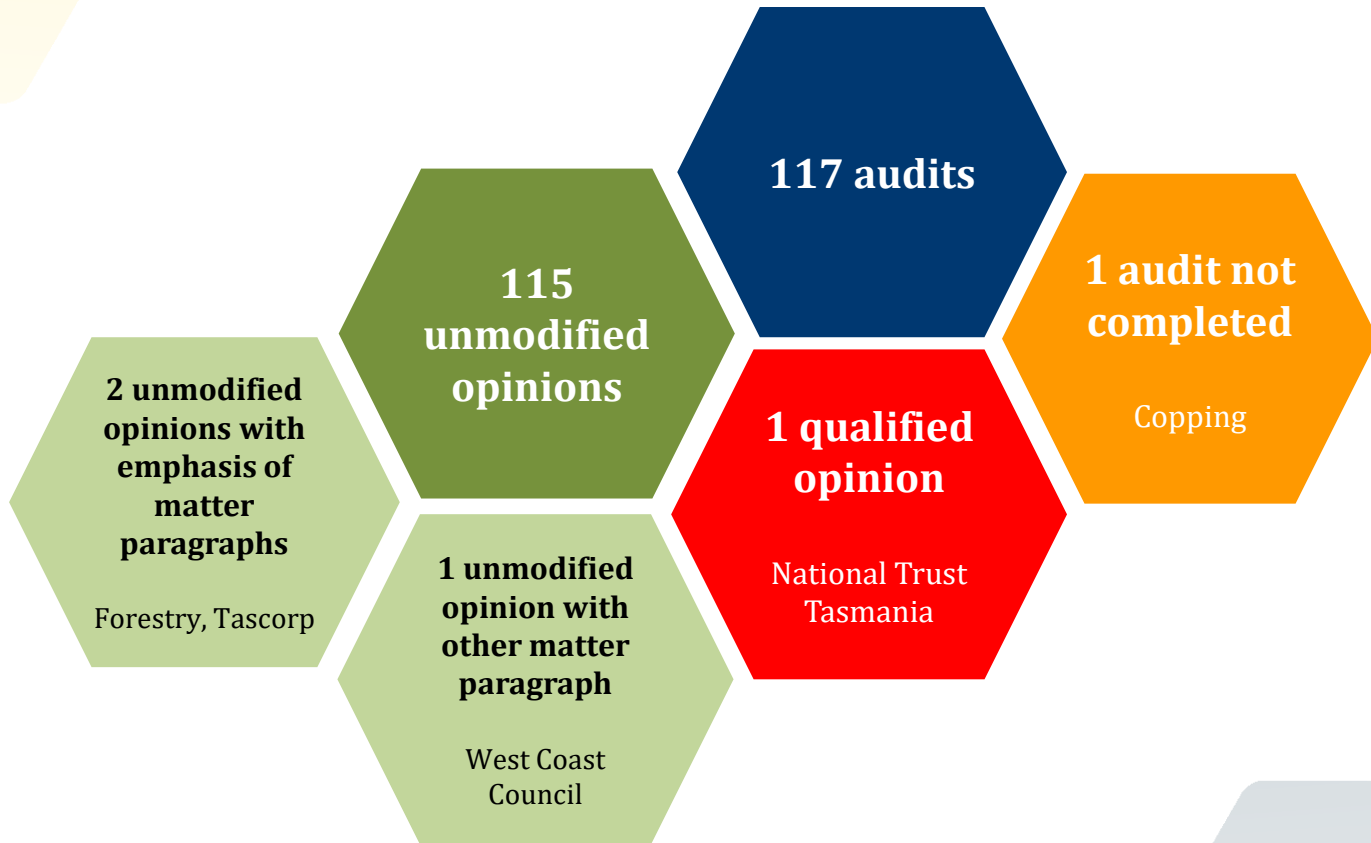 117 audits
115
unmodified
opinions
1 audit not
completed
Copping
2 unmodified
opinions with
emphasis of
matter
paragraphs
Forestry, Tascorp
1 unmodified
opinion with
other matter
paragraph
West Coast
Council
1 qualified
opinion
National Trust
Tasmania